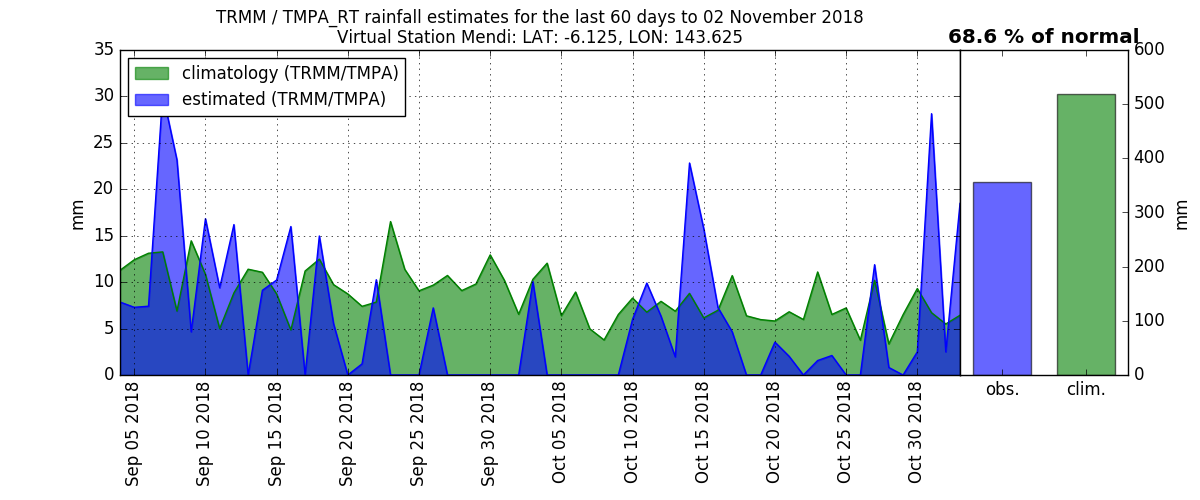 TRMM / TMPA_RT rainfall estimates for the last 60 days to 02 November 2018
Virtual Station Mendi: LAT: -6.125, LON: 143.625
68.6 % of normal
climatology (TRMM/TMPA)
estimated (TRMM/TMPA)
35
30
25
20
15
10
5
0
mm
Sep 05 2018
Sep 10 2018
Sep 15 2018
Sep 20 2018
Sep 25 2018
Sep 30 2018
Oct 05 2018
Oct 10 2018
Oct 15 2018
Oct 20 2018
Oct 25 2018
Oct 30 2018
obs.
clim.
600
500
400
300
200
100
0
mm